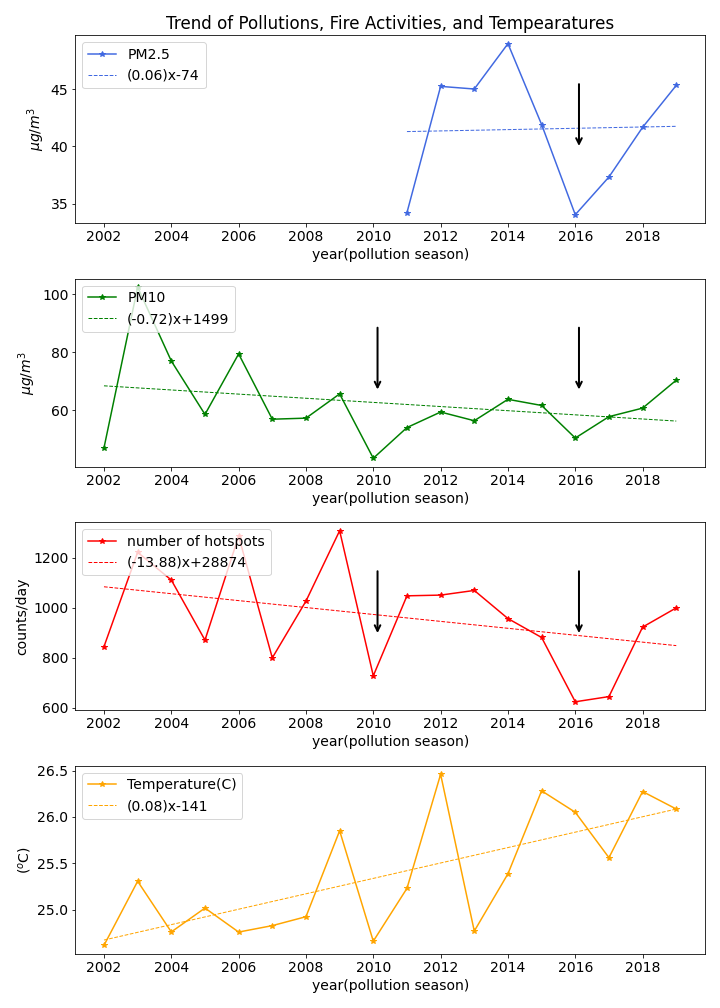 Trend of Pollutions, Fire Activities, and Tempearatures
PM2.5
(0.06)x-74
45
40
35
μg/m³
2002 2004 2006 2008 2010 2012 2014 2016 2018
year(pollution season)
PM10
(-0.72)x+1499
100
80
60
μg/m³
2002 2004 2006 2008 2010 2012 2014 2016 2018
year(pollution season)
number of hotspots
(-13.88)x+28874
1200
1000
800
600
counts/day
2002 2004 2006 2008 2010 2012 2014 2016 2018
year(pollution season)
Temperature(C)
(0.08)x-141
26.5
26.0
25.5
25.0
(°C)
2002 2004 2006 2008 2010 2012 2014 2016 2018
year(pollution season)